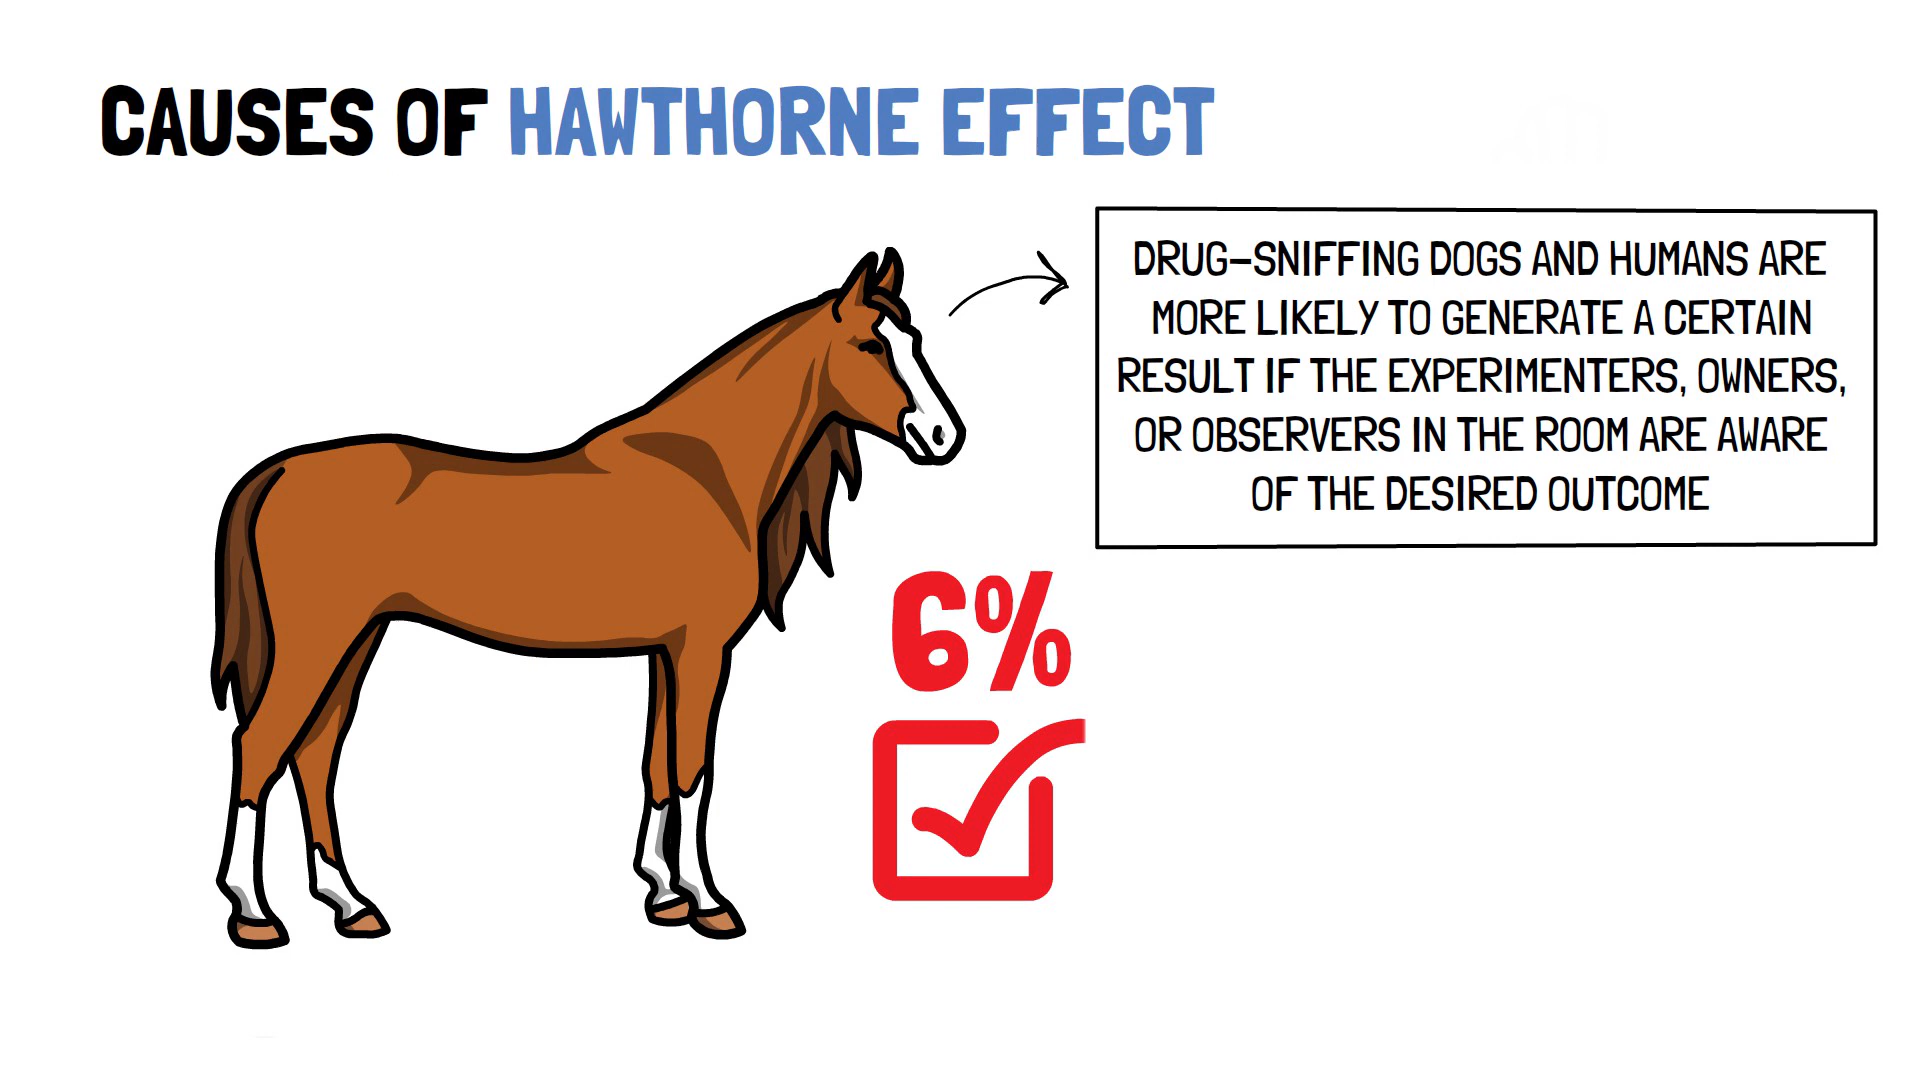 CAUSES OF HAWTHORNE EFFECT
DRUG-SNIFFING DOGS AND HUMANS ARE
MORE LIKELY TO GENERATE A CERTAIN
RESULT IF THE EXPERIMENTERS, OWNERS,
OR OBSERVERS IN THE ROOM ARE AWARE
OF THE DESIRED OUTCOME
6%